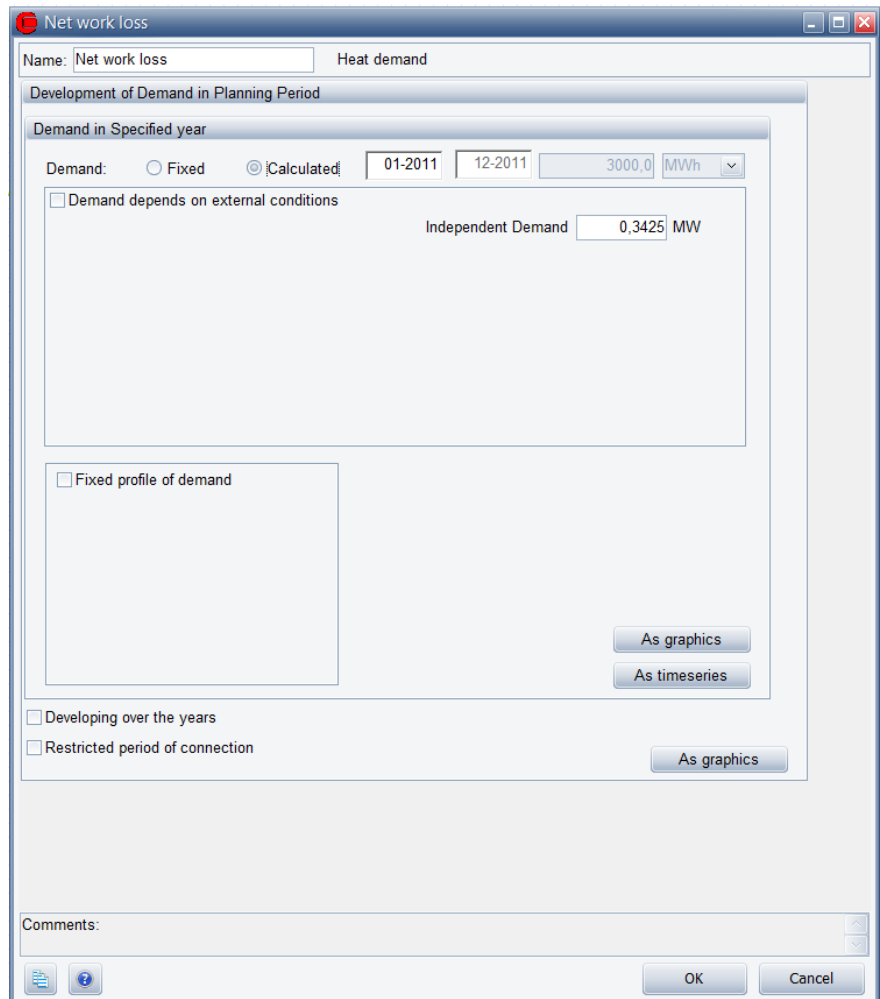 Net work loss
Name: Net work loss Heat demand
Development of Demand in Planning Period
Demand in Specified year
Demand: Fixed Calculated 01-2011 12-2011 3000,0 MWh
Demand depends on external conditions
Independent Demand 0,3425 MW
Fixed profile of demand
As graphics
As timeseries
Developing over the years
Restricted period of connection
As graphics
Comments:
OK Cancel